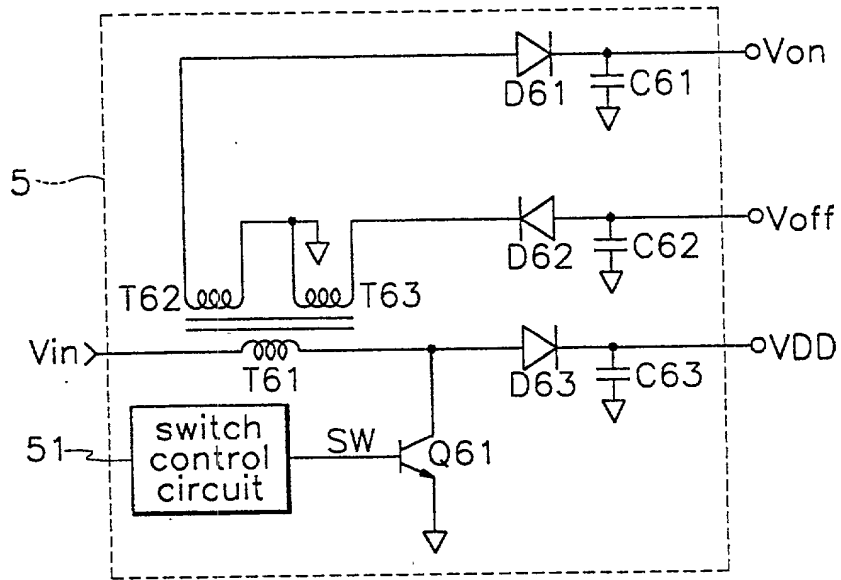 Von
D61
C61
5
Voff
D62
C62
T62
T63
Vin
VDD
T61
D63
C63
51
switch
control
circuit
SW
Q61